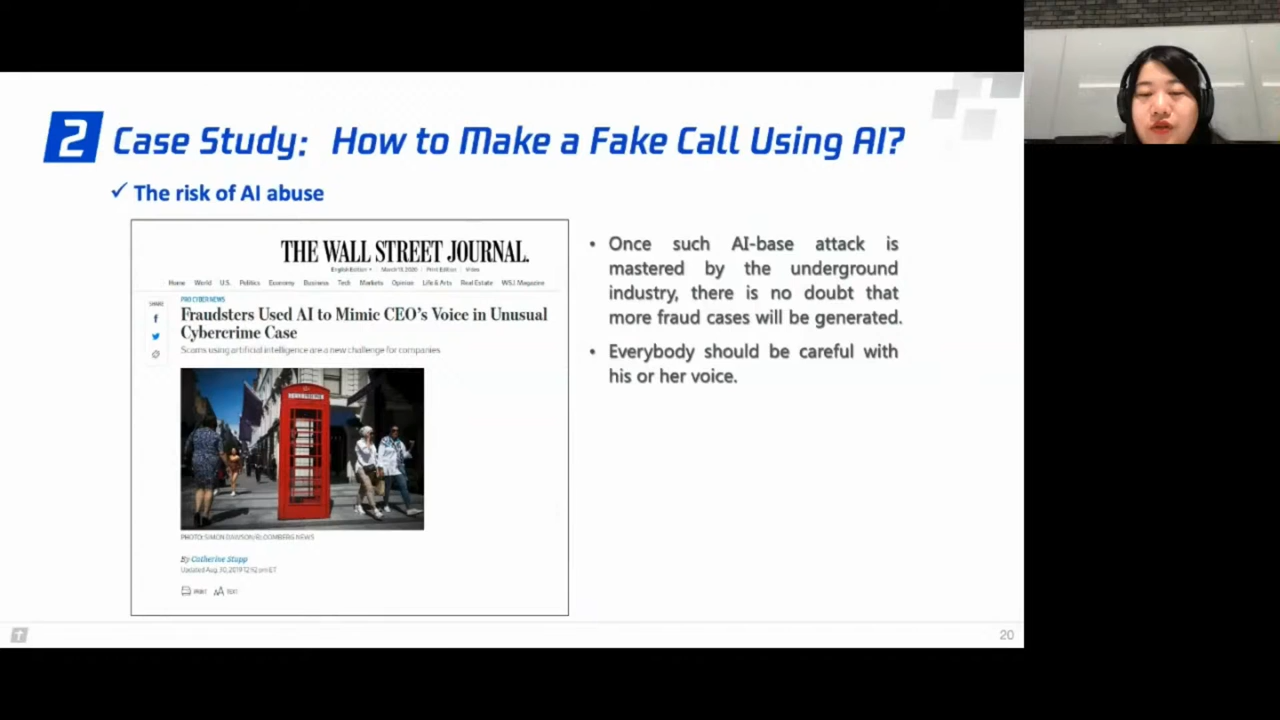 2 Case Study: How to Make a Fake Call Using AI?
✓ The risk of AI abuse
THE WALL STREET JOURNAL.
English Edition March 13, 2020 Print Edition Video
Home World U.S. Politics Economy Business Tech Markets Opinion Life & Arts Real Estate WSJ. Magazine
SHARE
PRO CYBER NEWS
Fraudsters Used AI to Mimic CEO's Voice in Unusual
Cybercrime Case
Scams using artificial intelligence are a new challenge for companies
PHOTO: SIMON DAWSON/BLOOMBERG NEWS
By Catherine Stupp
Updated Aug. 30, 2019 12:52 pm ET
PRINT AA TEXT
• Once such AI-base attack is
mastered by the underground
industry, there is no doubt that
more fraud cases will be generated.
• Everybody should be careful with
his or her voice.
20